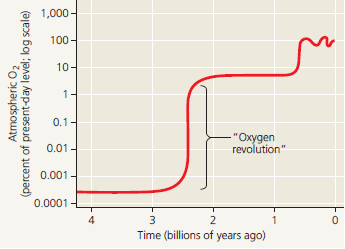 Atmospheric O2
(percent of present-day level; log scale)
1,000
100
10
1
0.1
0.01
0.001
0.0001
"Oxygen
revolution"
4 3 2 1 0
Time (billions of years ago)